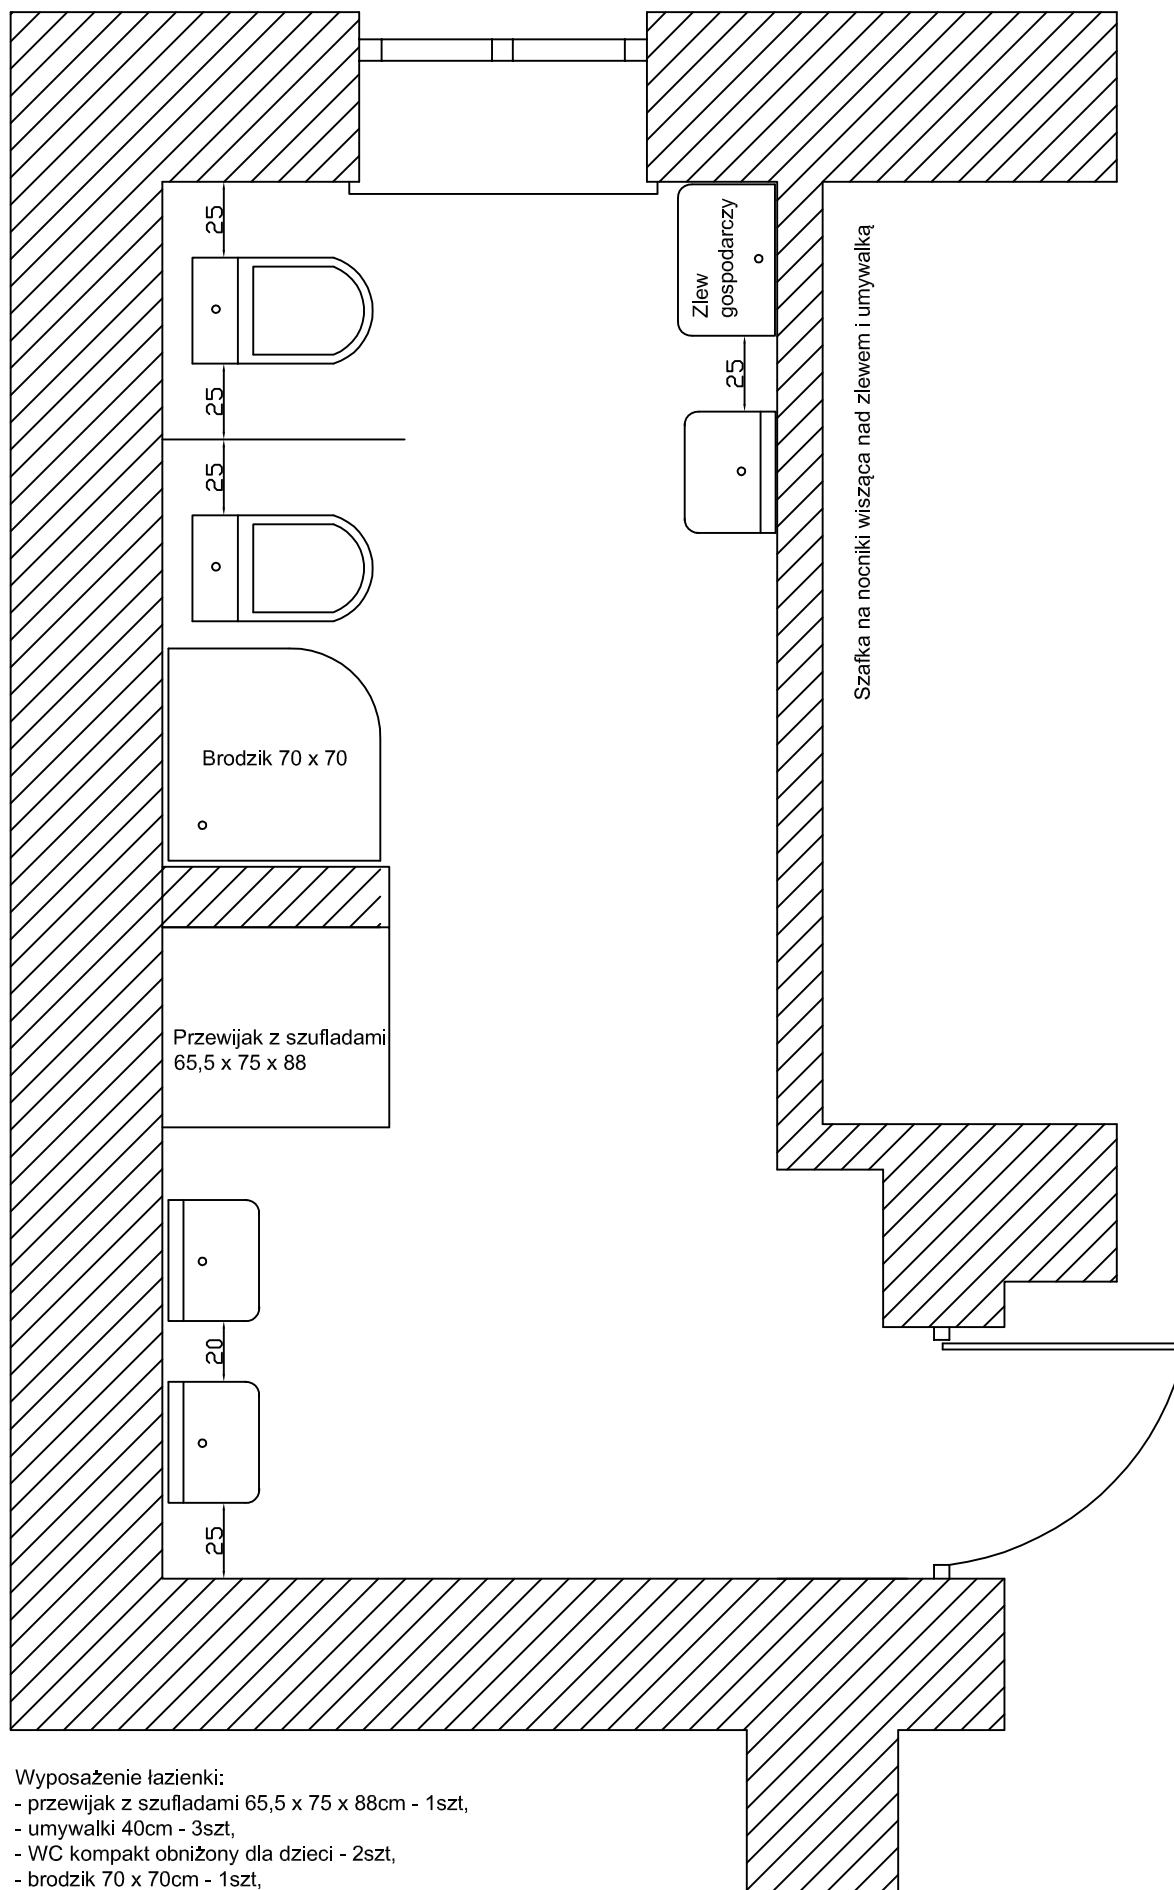 25
25
25
Zlew
gospodarczy
25
Szafka na nocniki wisząca nad zlewem i umywalką
Brodzik 70 x 70
Przewijak z szufladami
65,5 x 75 x 88
20
25
Wyposażenie łazienki:
- przewijak z szufladami 65,5 x 75 x 88cm - 1szt,
- umywalki 40cm - 3szt,
- WC kompakt obniżony dla dzieci - 2szt,
- brodzik 70 x 70cm - 1szt,